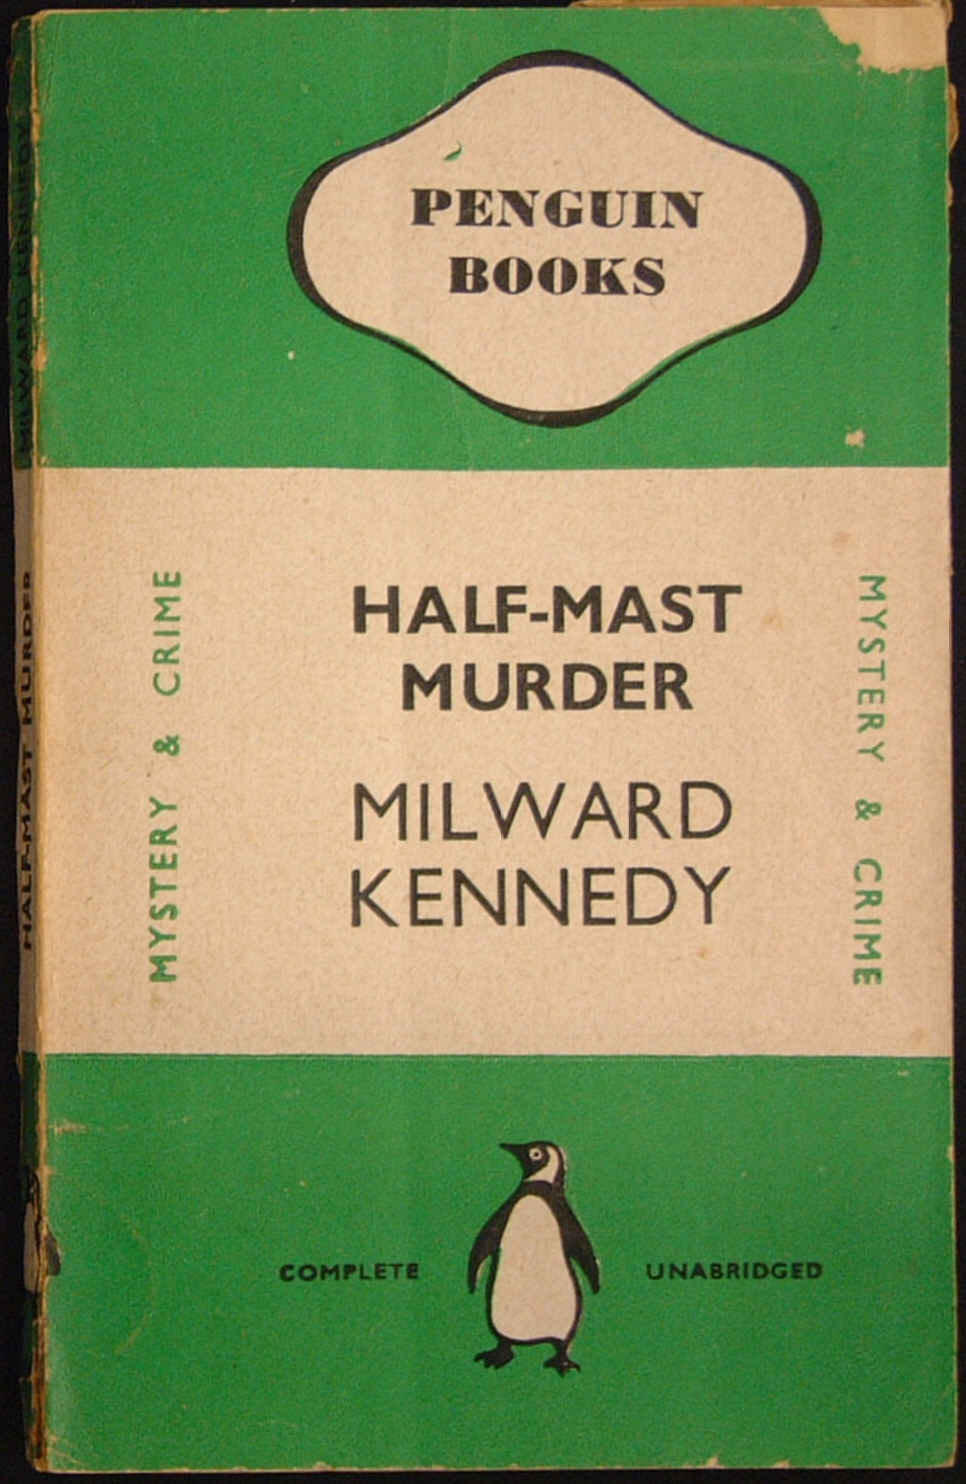 PENGUIN
BOOKS
MYSTERY & CRIME
HALF-MAST
MURDER
MILWARD
KENNEDY
MYSTERY & CRIME
COMPLETE
UNABRIDGED
MILWARD KENNEDY
HALF-MAST MURDER